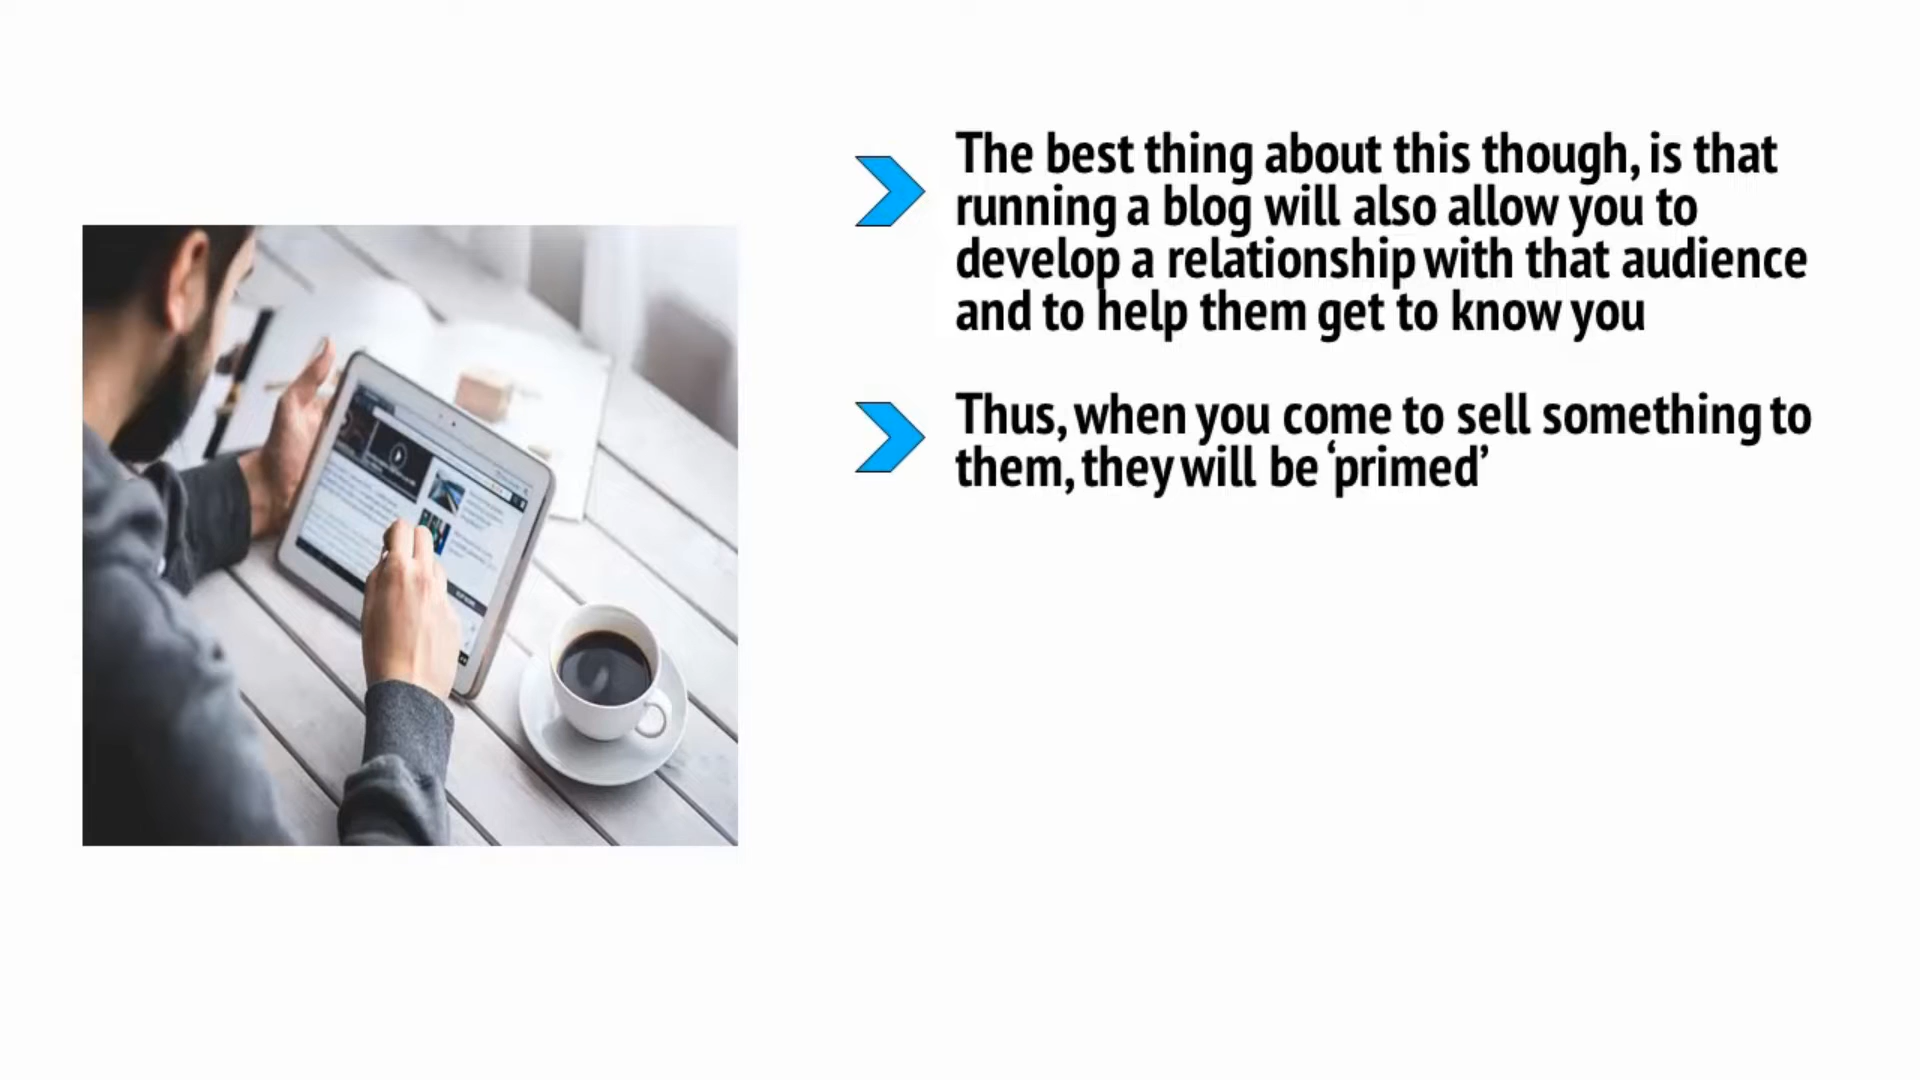 The best thing about this though, is that
running a blog will also allow you to
develop a relationship with that audience
and to help them get to know you
Thus, when you come to sell something to
them, they will be ‘primed’